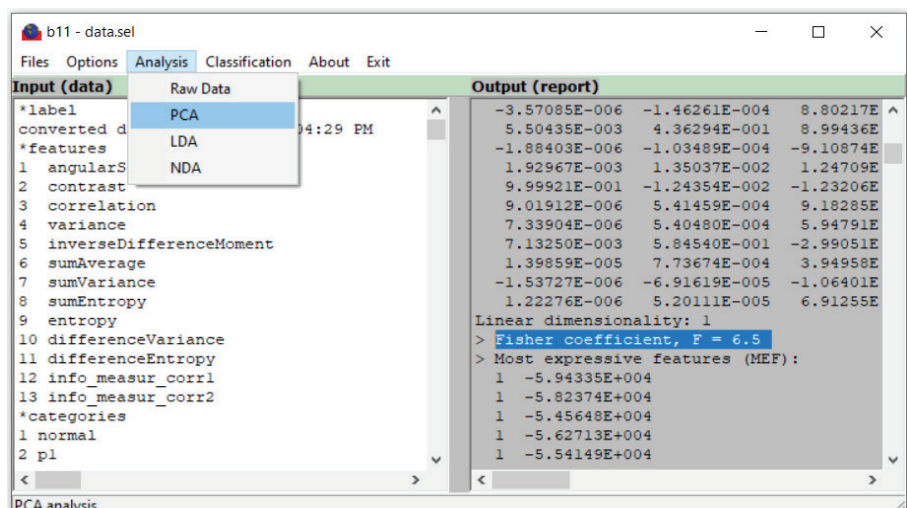 b11 - data.sel
Files Options Analysis Classification About Exit
Raw Data
PCA
LDA
NDA
Input (data)
*label
converted d 04:29 PM
*features
1 angularS
2 contrast
3 correlation
4 variance
5 inverseDifferenceMoment
6 sumAverage
7 sumVariance
8 sumEntropy
9 entropy
10 differenceVariance
11 differenceEntropy
12 info_measur_corr1
13 info_measur_corr2
*categories
1 normal
2 p1
Output (report)
-3.57085E-006 -1.46261E-004 8.80217E
5.50435E-003 4.36294E-001 8.99436E
-1.88403E-006 -1.03489E-004 -9.10874E
1.92967E-003 1.35037E-002 1.24709E
9.99921E-001 -1.24354E-002 -1.23206E
9.01912E-006 5.41459E-004 9.18285E
7.33904E-006 5.40480E-004 5.94791E
7.13250E-003 5.84540E-001 -2.99051E
1.39859E-005 7.73674E-004 3.94958E
-1.53727E-006 -6.91619E-005 -1.06401E
1.22276E-006 5.20111E-005 6.91255E
Linear dimensionality: 1
> Fisher coefficient, F = 6.5
> Most expressive features (MEF):
1 -5.94335E+004
1 -5.82374E+004
1 -5.45648E+004
1 -5.62713E+004
1 -5.54149E+004
PCA analysis